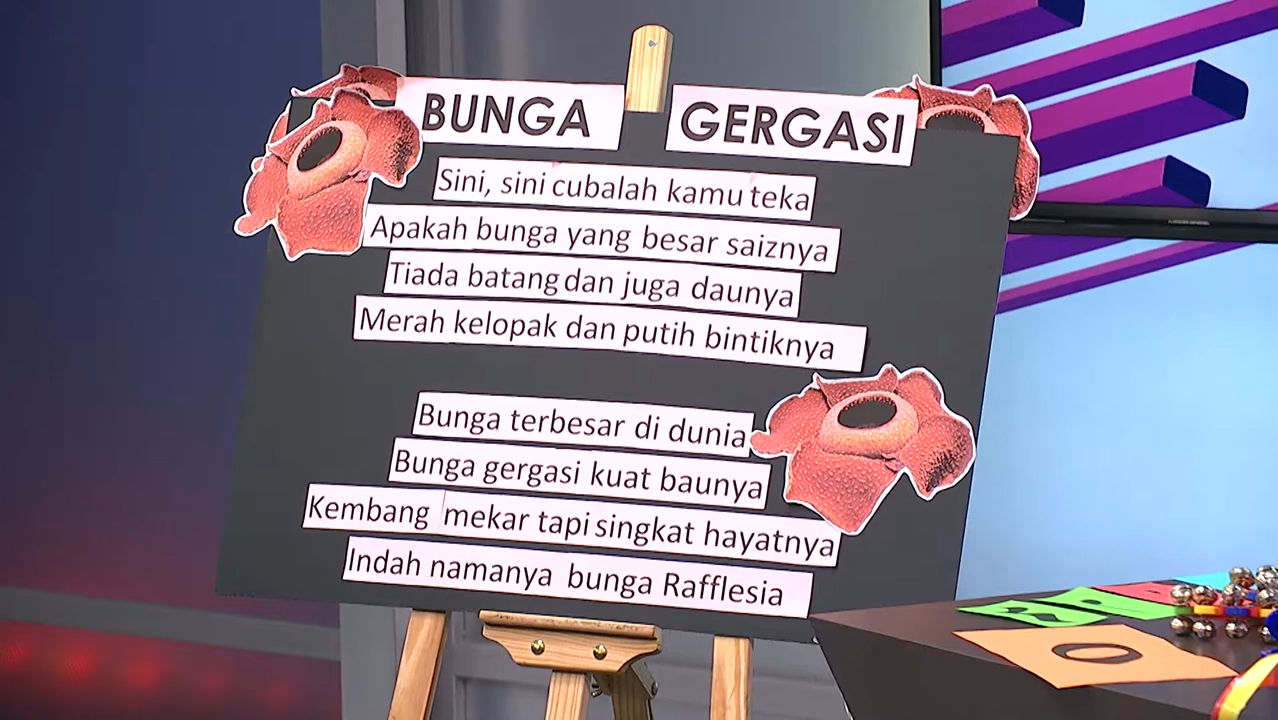 BUNGA GERGASI
Sini, sini cubalah kamu teka
Apakah bunga yang besar saiznya
Tiada batang dan juga daunya
Merah kelopak dan putih bintiknya
Bunga terbesar di dunia
Bunga gergasi kuat baunya
Kembang mekar tapi singkat hayatnya
Indah namanya bunga Rafflesia